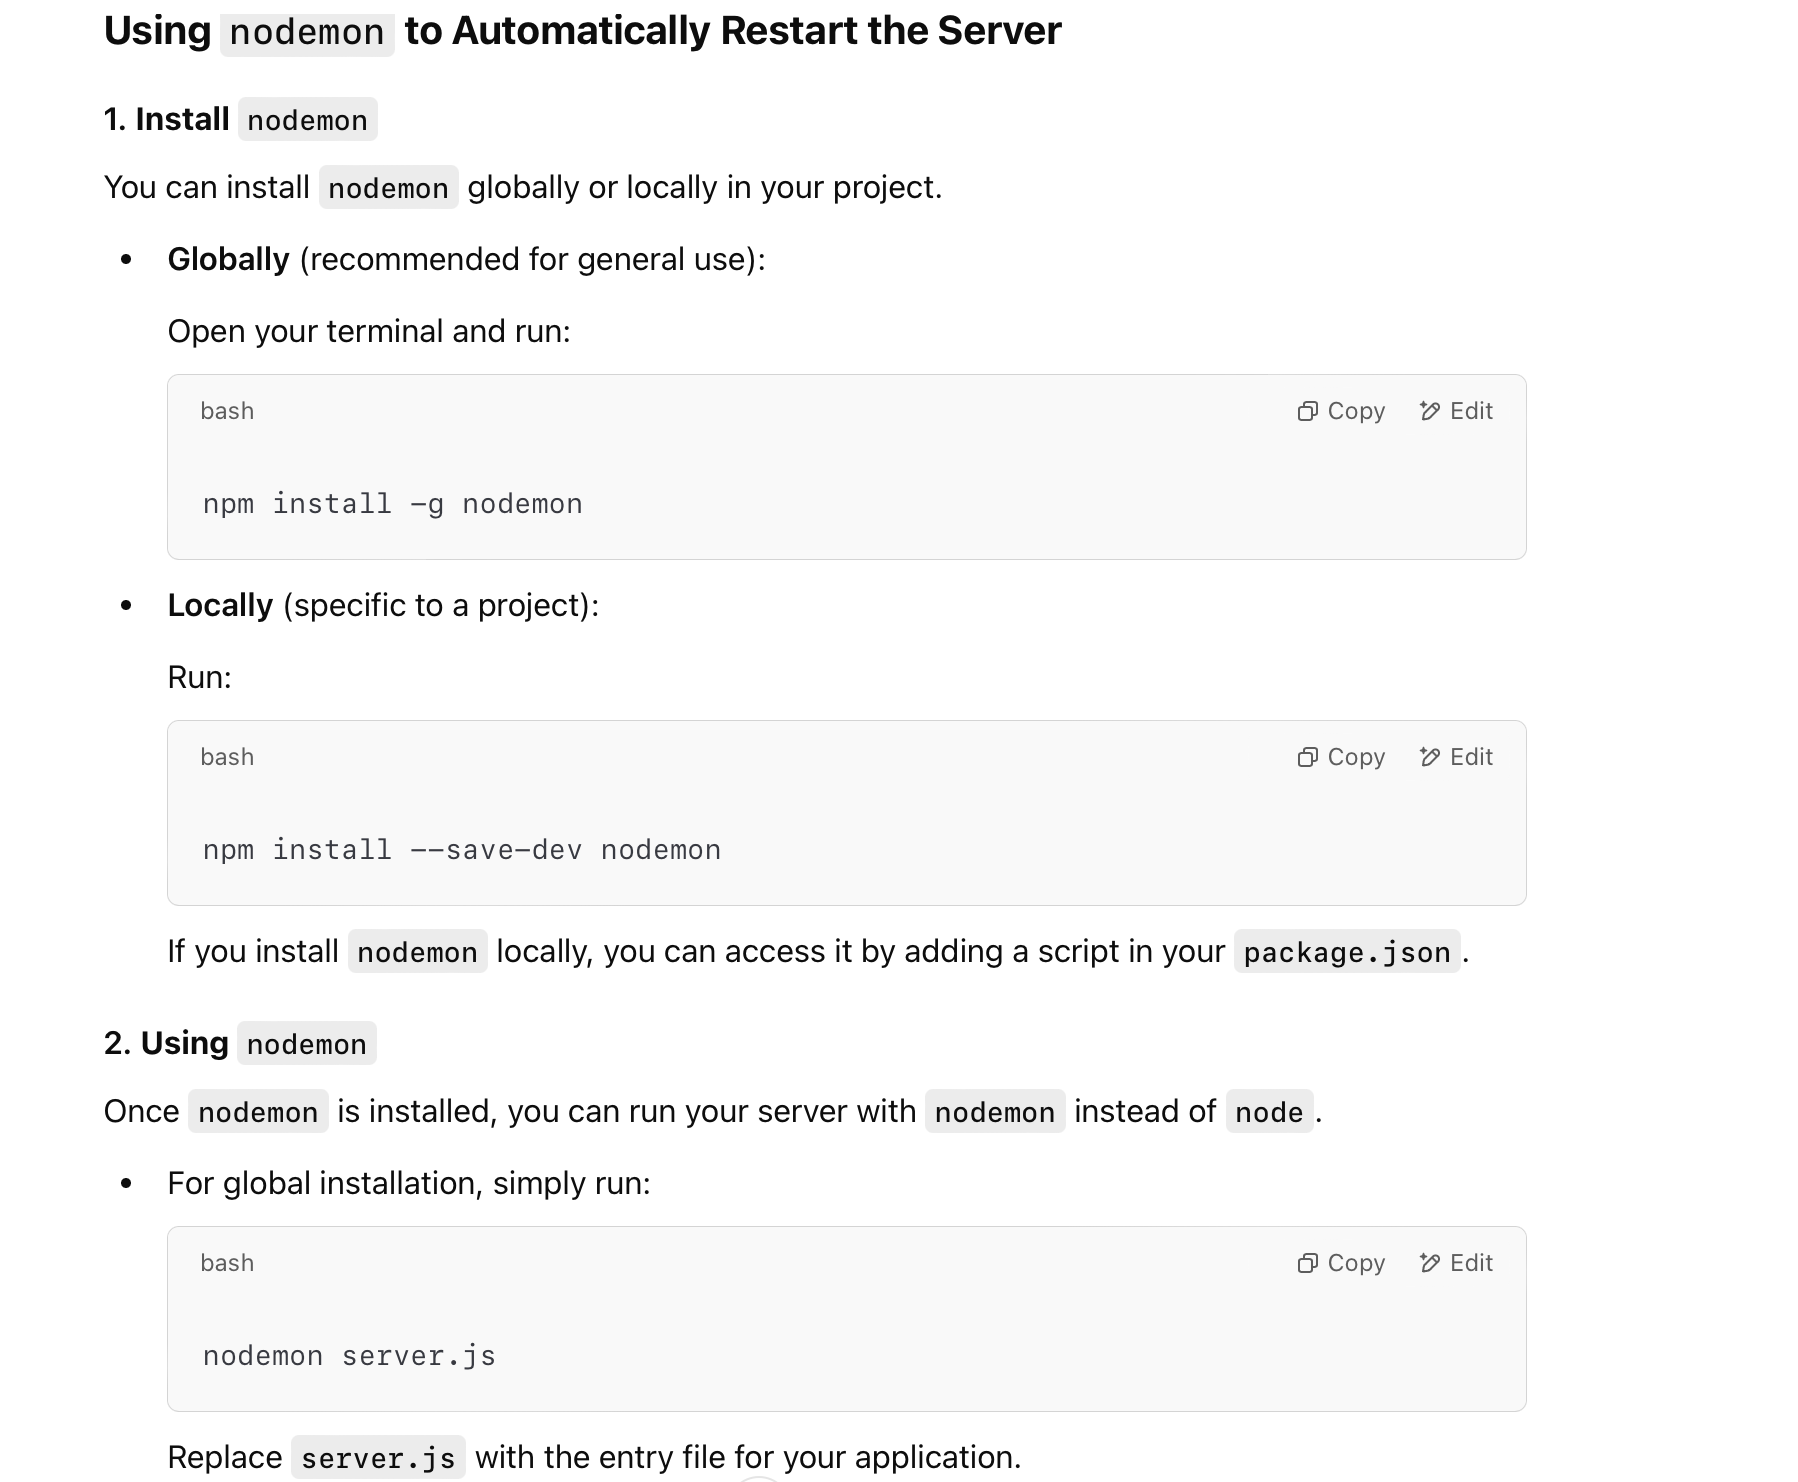 Using nodemon to Automatically Restart the Server
1. Install nodemon
You can install nodemon globally or locally in your project.
• Globally (recommended for general use):
Open your terminal and run:
bash Copy Edit
npm install -g nodemon
• Locally (specific to a project):
Run:
bash Copy Edit
npm install --save-dev nodemon
If you install nodemon locally, you can access it by adding a script in your package.json.
2. Using nodemon
Once nodemon is installed, you can run your server with nodemon instead of node.
• For global installation, simply run:
bash Copy Edit
nodemon server.js
Replace server.js with the entry file for your application.